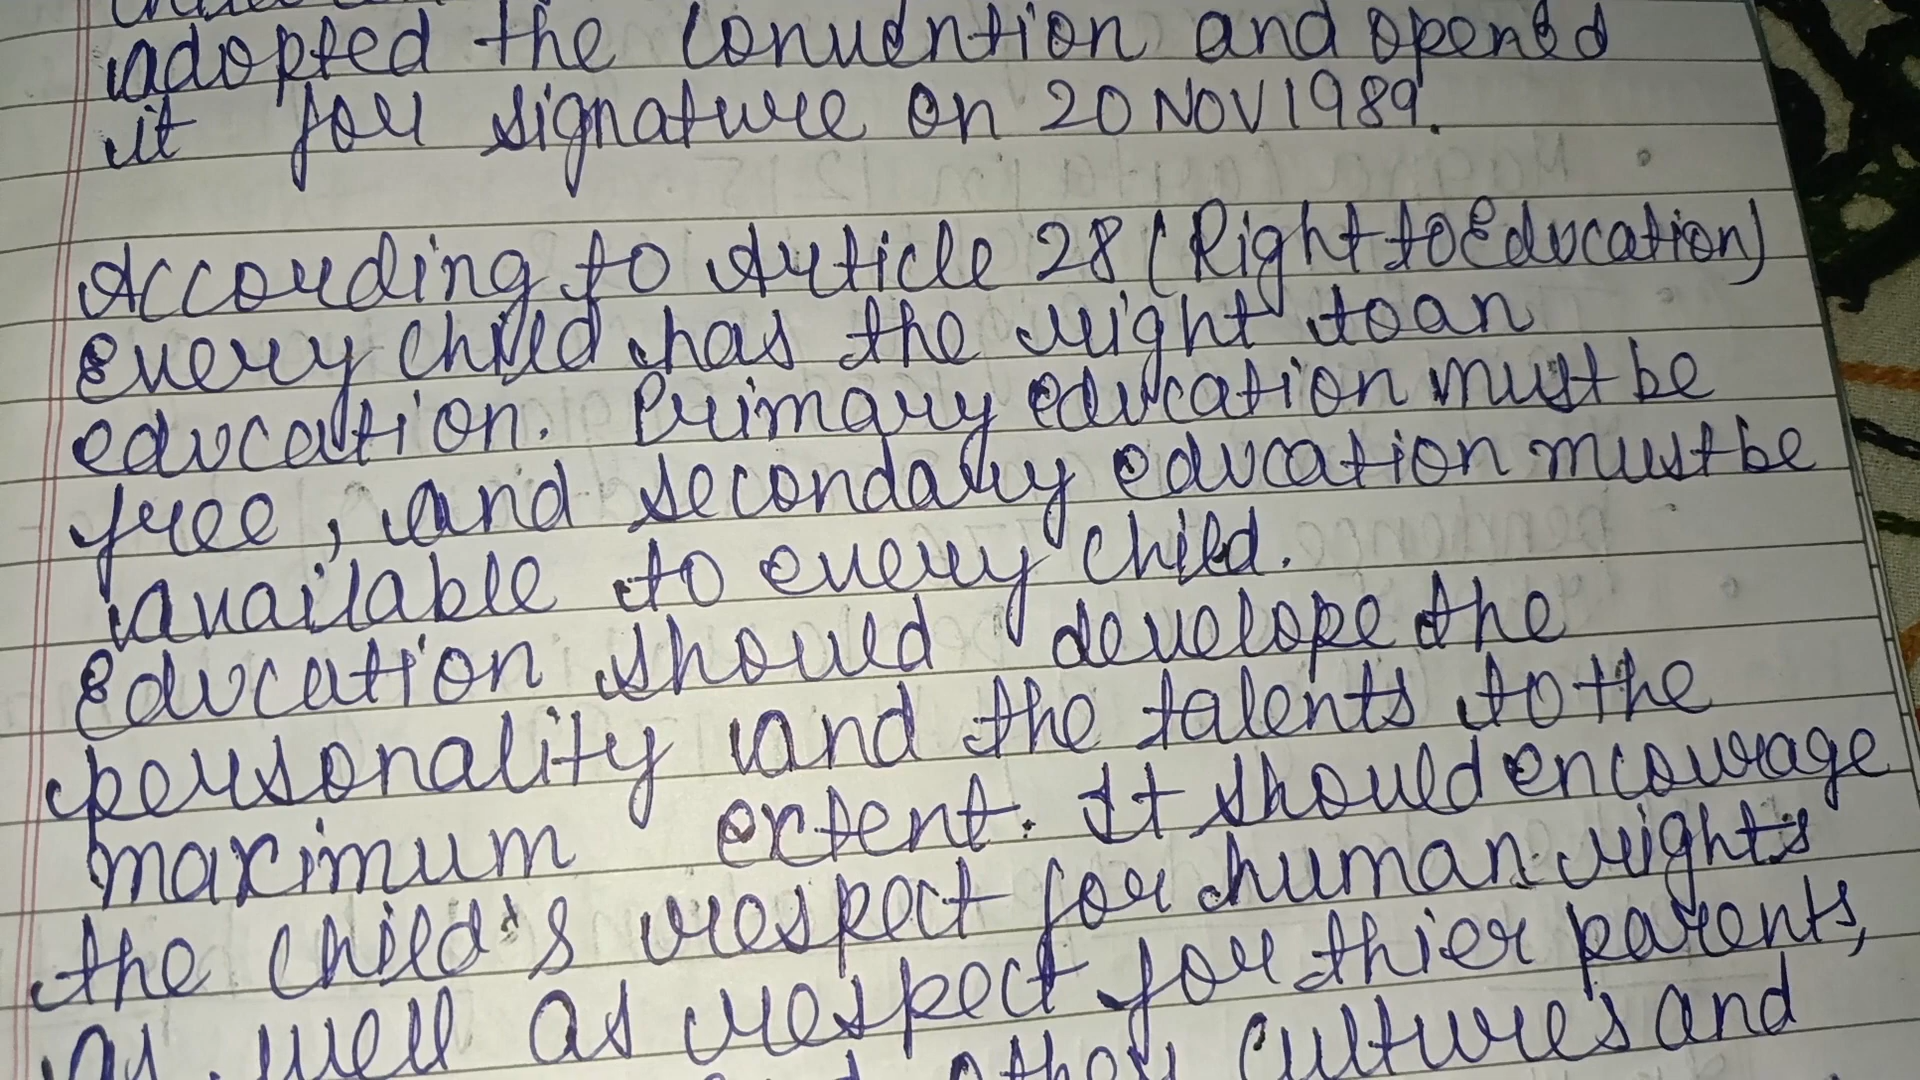 adopted the convention and opened
it for signature on 20 NOV 1989.
According to Article 28 (Right to Education)
every child has the right to an
education. Primary education must be
free, and secondary education must be
available to every child.
Education should develope the
personality and the talents to the
maximum extent. It should encourage
the child's respect for human rights
as well as respect for thier parents,
other cultures and